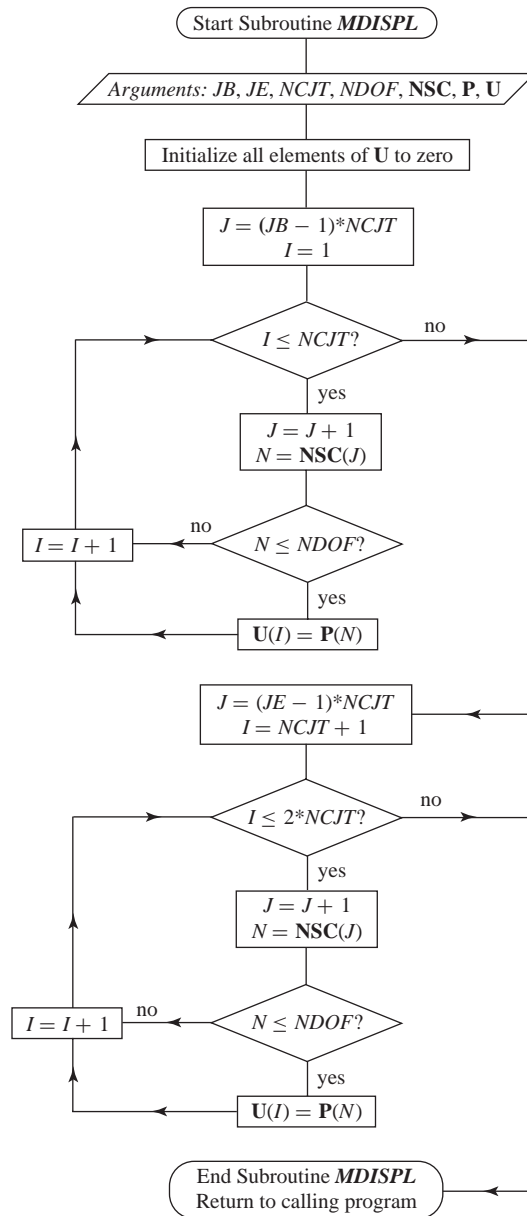 Start Subroutine MDISPL
Arguments: JB, JE, NCJT, NDOF, NSC, P, U
Initialize all elements of U to zero
J = (JB − 1)*NCJT
I = 1
I ≤ NCJT?
no
yes
J = J + 1
N = NSC(J)
no
I = I + 1
N ≤ NDOF?
yes
U(I) = P(N)
J = (JE − 1)*NCJT
I = NCJT + 1
I ≤ 2*NCJT?
no
yes
J = J + 1
N = NSC(J)
no
I = I + 1
N ≤ NDOF?
yes
U(I) = P(N)
End Subroutine MDISPL
Return to calling program